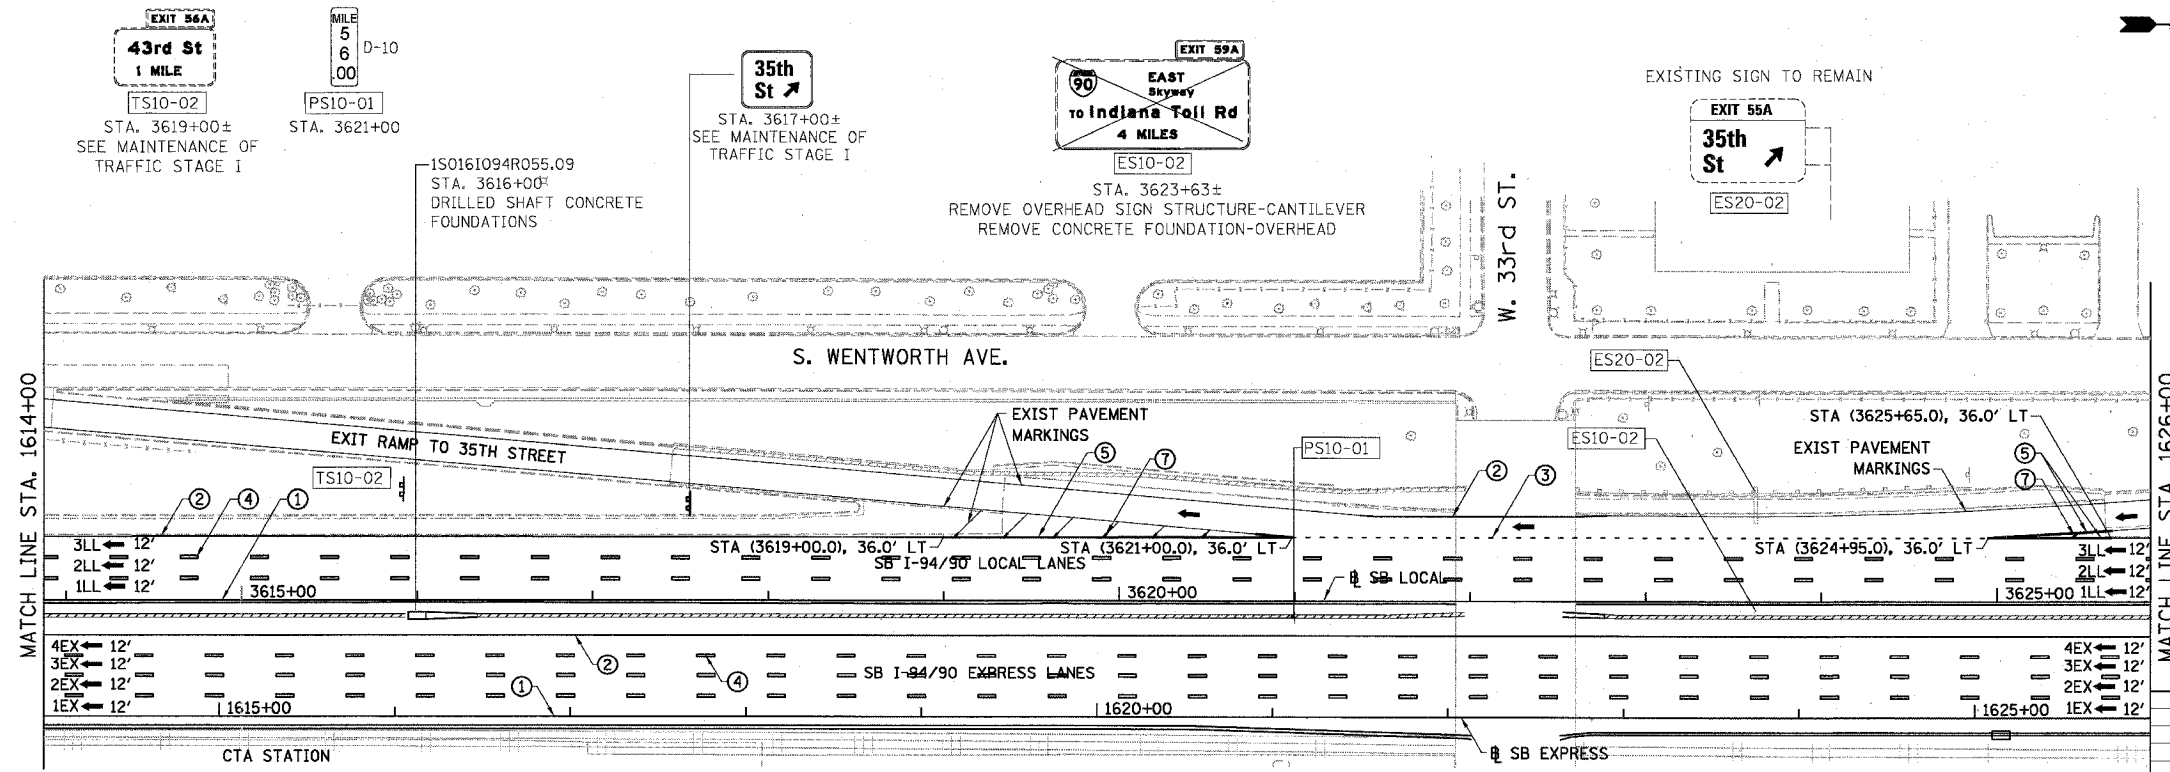 EXIT 56A
43rd St
1 MILE
TS10-02
STA. 3619+00±
SEE MAINTENANCE OF
TRAFFIC STAGE I
MILE
5
6
.00
D-10
PS10-01
STA. 3621+00
1S016I094R055.09
STA. 3616+00
DRILLED SHAFT CONCRETE
FOUNDATIONS
35th
St
STA. 3617+00±
SEE MAINTENANCE OF
TRAFFIC STAGE I
EXIT 59A
90
EAST
Skyway
TO Indiana Toll Rd
4 MILES
ES10-02
STA. 3623+63±
REMOVE OVERHEAD SIGN STRUCTURE-CANTILEVER
REMOVE CONCRETE FOUNDATION-OVERHEAD
EXISTING SIGN TO REMAIN
EXIT 55A
35th
St
ES20-02
W. 33rd ST.
S. WENTWORTH AVE.
ES20-02
MATCH LINE STA. 1614+00
EXIT RAMP TO 35TH STREET
TS10-02
EXIST PAVEMENT
MARKINGS
5
7
PS10-01
2
3
ES10-02
STA (3625+65.0), 36.0' LT
EXIST PAVEMENT
MARKINGS
5
7
MATCH LINE STA. 1626+00
2
4
1
STA (3619+00.0), 36.0' LT
STA (3621+00.0), 36.0' LT
STA (3624+95.0), 36.0' LT
3LL 12'
2LL 12'
1LL 12'
SB I-94/90 LOCAL LANES
3LL 12'
2LL 12'
1LL 12'
3615+00
3620+00
℄ SB LOCAL
3625+00
4EX 12'
3EX 12'
2EX 12'
1EX 12'
2
4
1
SB I-94/90 EXPRESS LANES
4EX 12'
3EX 12'
2EX 12'
1EX 12'
1615+00
1620+00
1625+00
CTA STATION
℄ SB EXPRESS